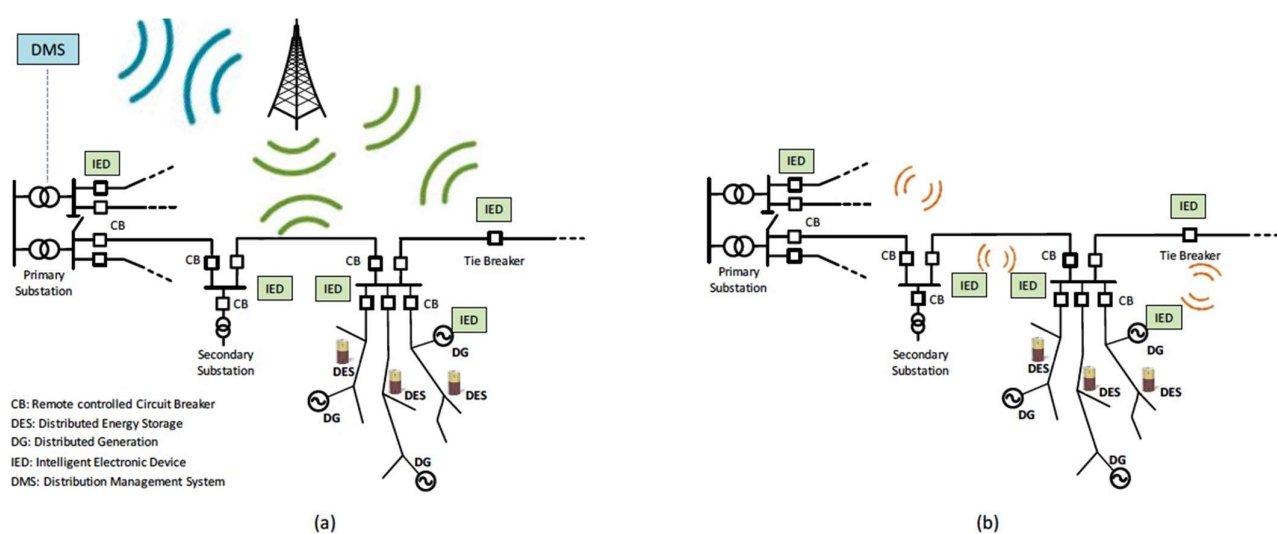 DMS
IED
CB
Primary
Substation
CB
IED
Secondary
Substation
CB
IED
CB
CB
IED
Tie Breaker
IED
DG
DES
DES
DES
DG
DG
CB: Remote controlled Circuit Breaker
DES: Distributed Energy Storage
DG: Distributed Generation
IED: Intelligent Electronic Device
DMS: Distribution Management System
(a)
IED
CB
Primary
Substation
CB
IED
CB
Secondary
Substation
IED
CB
CB
IED
Tie Breaker
IED
DG
DES
DES
DES
DG
DG
(b)